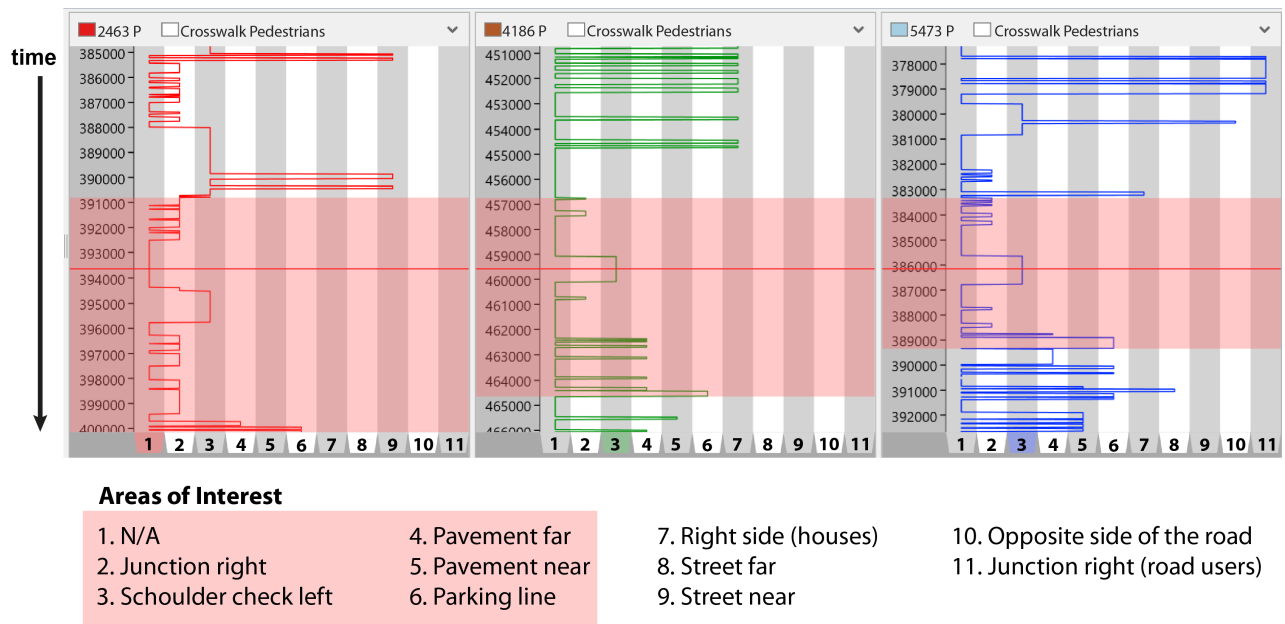 time
2463 P Crosswalk Pedestrians
385000
386000
387000
388000
389000
390000
391000
392000
393000
394000
395000
396000
397000
398000
399000
400000
1 2 3 4 5 6 7 8 9 10 11
4186 P Crosswalk Pedestrians
451000
452000
453000
454000
455000
456000
457000
458000
459000
460000
461000
462000
463000
464000
465000
466000
1 2 3 4 5 6 7 8 9 10 11
5473 P Crosswalk Pedestrians
378000
379000
380000
381000
382000
383000
384000
385000
386000
387000
388000
389000
390000
391000
392000
1 2 3 4 5 6 7 8 9 10 11
Areas of Interest
1. N/A
2. Junction right
3. Schoulder check left
4. Pavement far
5. Pavement near
6. Parking line
7. Right side (houses)
8. Street far
9. Street near
10. Opposite side of the road
11. Junction right (road users)